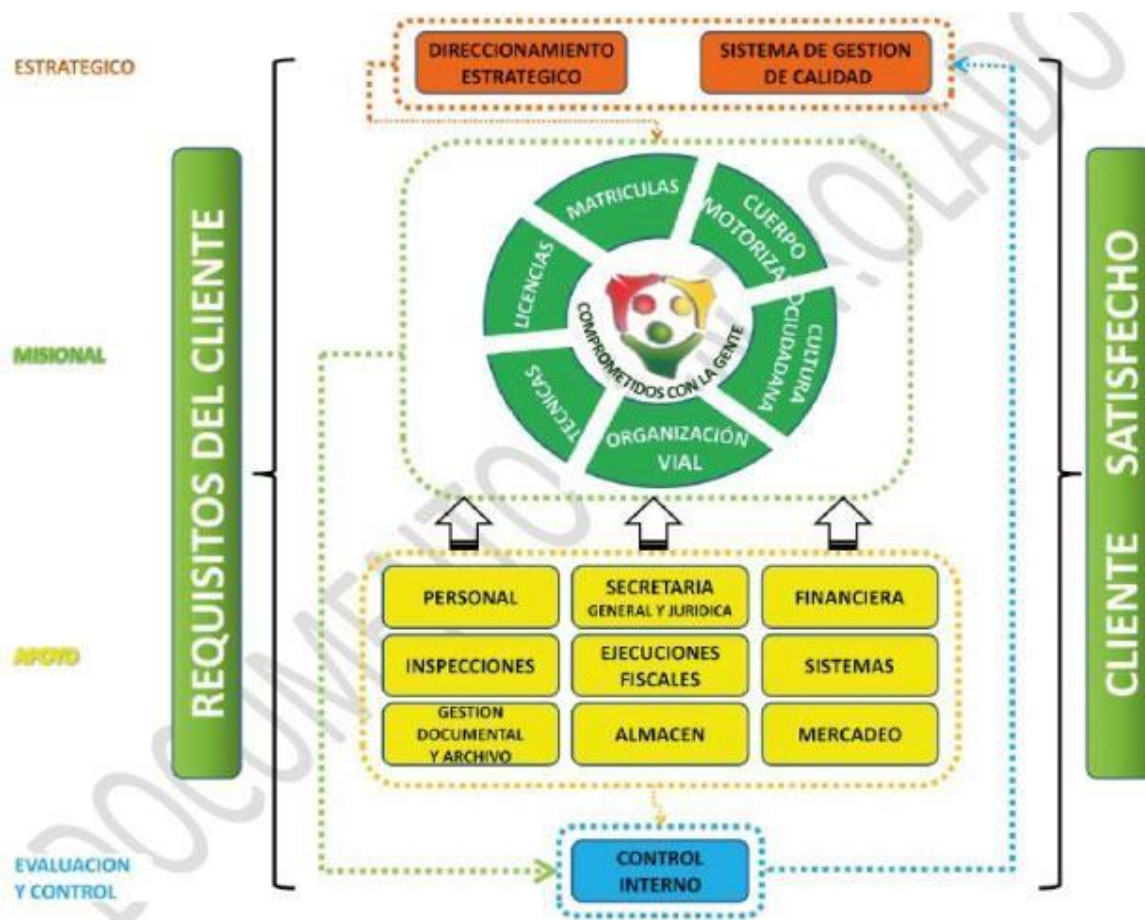 ESTRATEGICO
DIRECCIONAMIENTO
ESTRATEGICO
SISTEMA DE GESTION
DE CALIDAD
REQUISITOS DEL CLIENTE
MISIONAL
MATRICULAS
CUERPO
MOTORIZADO
LICENCIAS
CULTURA
CIUDADANA
TECNICAS
ORGANIZACIÓN
VIAL
COMPROMETIDOS CON LA GENTE
CLIENTE SATISFECHO
APOYO
PERSONAL
SECRETARIA
GENERAL Y JURIDICA
FINANCIERA
INSPECCIONES
EJECUCIONES
FISCALES
SISTEMAS
GESTION
DOCUMENTAL
Y ARCHIVO
ALMACEN
MERCADEO
EVALUACION
Y CONTROL
CONTROL
INTERNO
DOCUMENTO